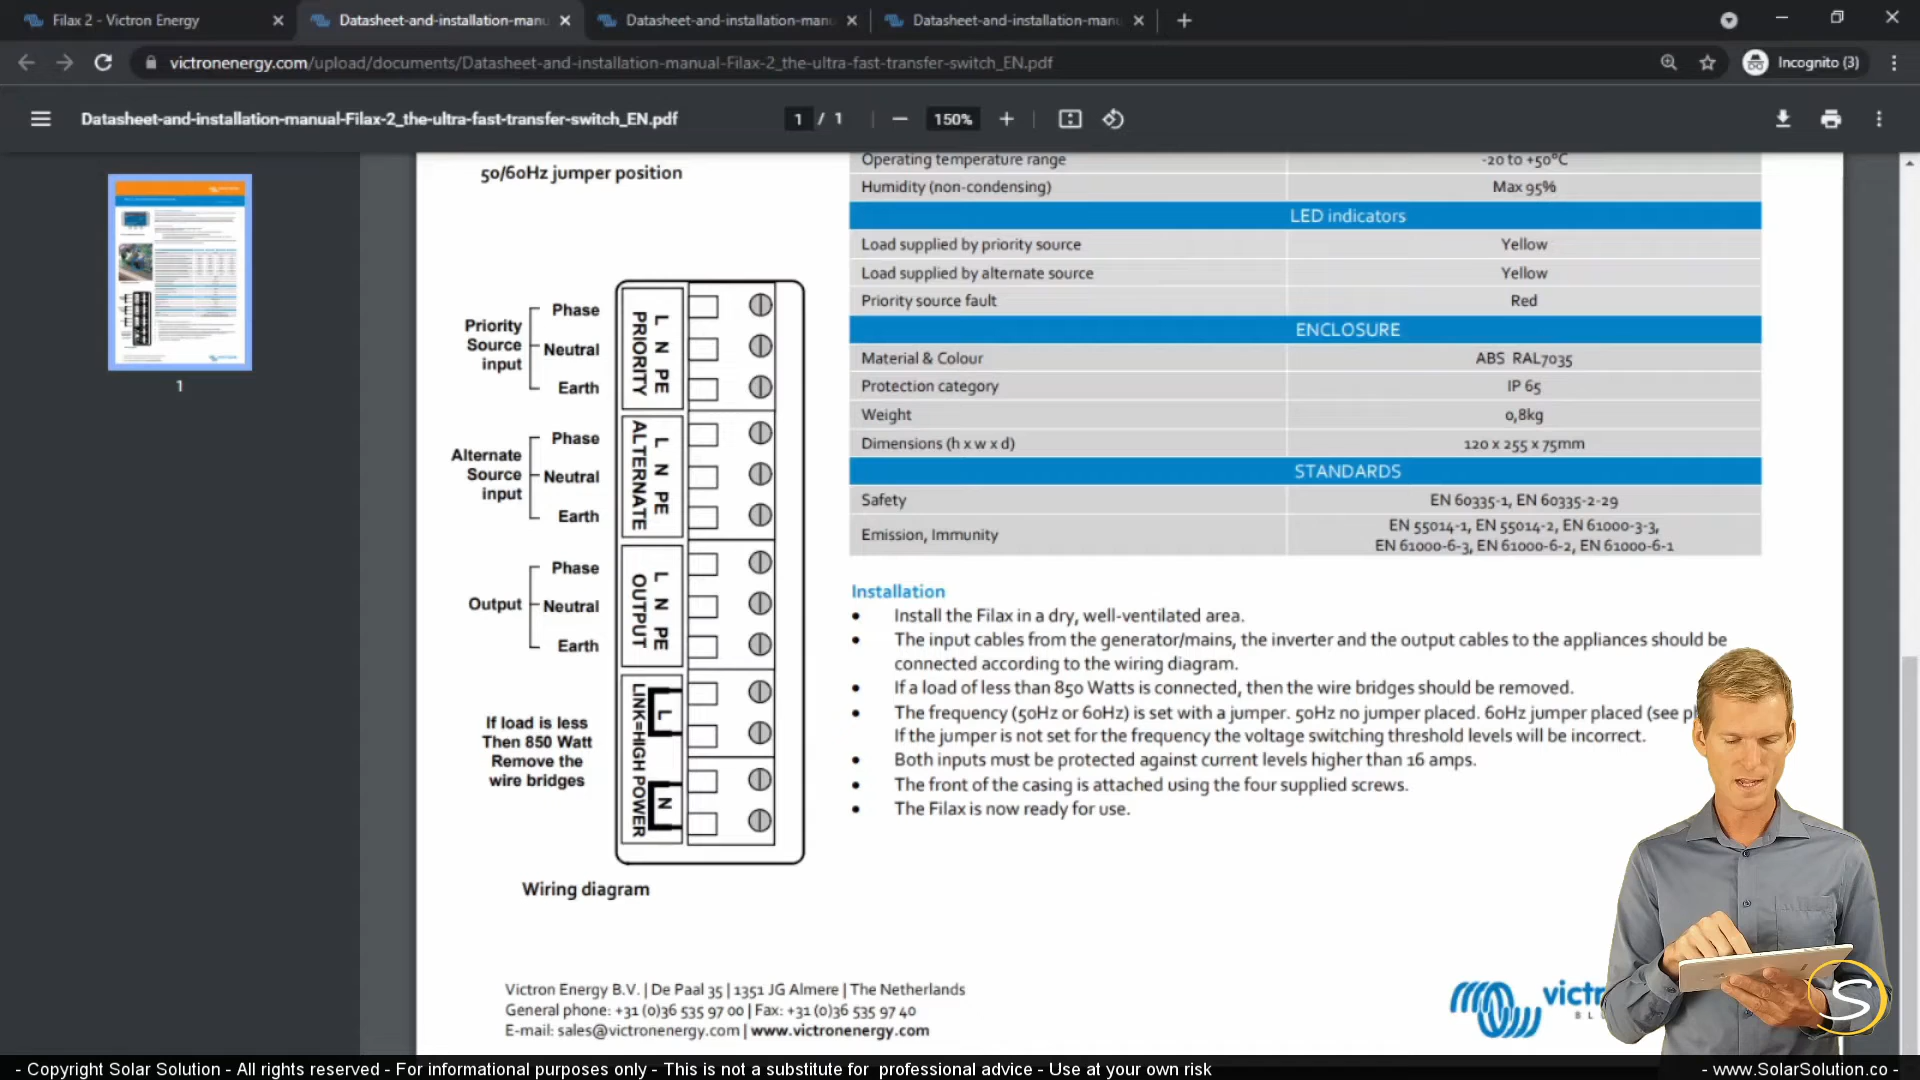 Filax 2 - Victron Energy
Datasheet-and-installation-manu
Datasheet-and-installation-manu
Datasheet-and-installation-manu
victronenergy.com/upload/documents/Datasheet-and-installation-manual-Filax-2_the-ultra-fast-transfer-switch_EN.pdf
Incognito (3)
Datasheet-and-installation-manual-Filax-2_the-ultra-fast-transfer-switch_EN.pdf
1 / 1
150%
1
50/60Hz jumper position
Operating temperature range -20 to +50°C
Humidity (non-condensing) Max 95%
LED indicators
Load supplied by priority source Yellow
Load supplied by alternate source Yellow
Priority source fault Red
ENCLOSURE
Material & Colour ABS RAL7035
Protection category IP 65
Weight 0,8kg
Dimensions (h x w x d) 120 x 255 x 75mm
STANDARDS
Safety EN 60335-1, EN 60335-2-29
Emission, Immunity EN 55014-1, EN 55014-2, EN 61000-3-3,
EN 61000-6-3, EN 61000-6-2, EN 61000-6-1
Priority
Source
input
Phase
Neutral
Earth
L N PE
PRIORITY
Alternate
Source
input
Phase
Neutral
Earth
L N PE
ALTERNATE
Output
Phase
Neutral
Earth
L N PE
OUTPUT
If load is less
Then 850 Watt
Remove the
wire bridges
L
N
LINK=HIGH POWER
Wiring diagram
Installation
• Install the Filax in a dry, well-ventilated area.
• The input cables from the generator/mains, the inverter and the output cables to the appliances should be
connected according to the wiring diagram.
• If a load of less than 850 Watts is connected, then the wire bridges should be removed.
• The frequency (50Hz or 60Hz) is set with a jumper. 50Hz no jumper placed. 60Hz jumper placed (see
If the jumper is not set for the frequency the voltage switching threshold levels will be incorrect.
• Both inputs must be protected against current levels higher than 16 amps.
• The front of the casing is attached using the four supplied screws.
• The Filax is now ready for use.
Victron Energy B.V. | De Paal 35 | 1351 JG Almere | The Netherlands
General phone: +31 (0)36 535 97 00 | Fax: +31 (0)36 535 97 40
E-mail: sales@victronenergy.com | www.victronenergy.com
victr
BL
S
- Copyright Solar Solution - All rights reserved - For informational purposes only - This is not a substitute for professional advice - Use at your own risk
- www.SolarSolution.co -